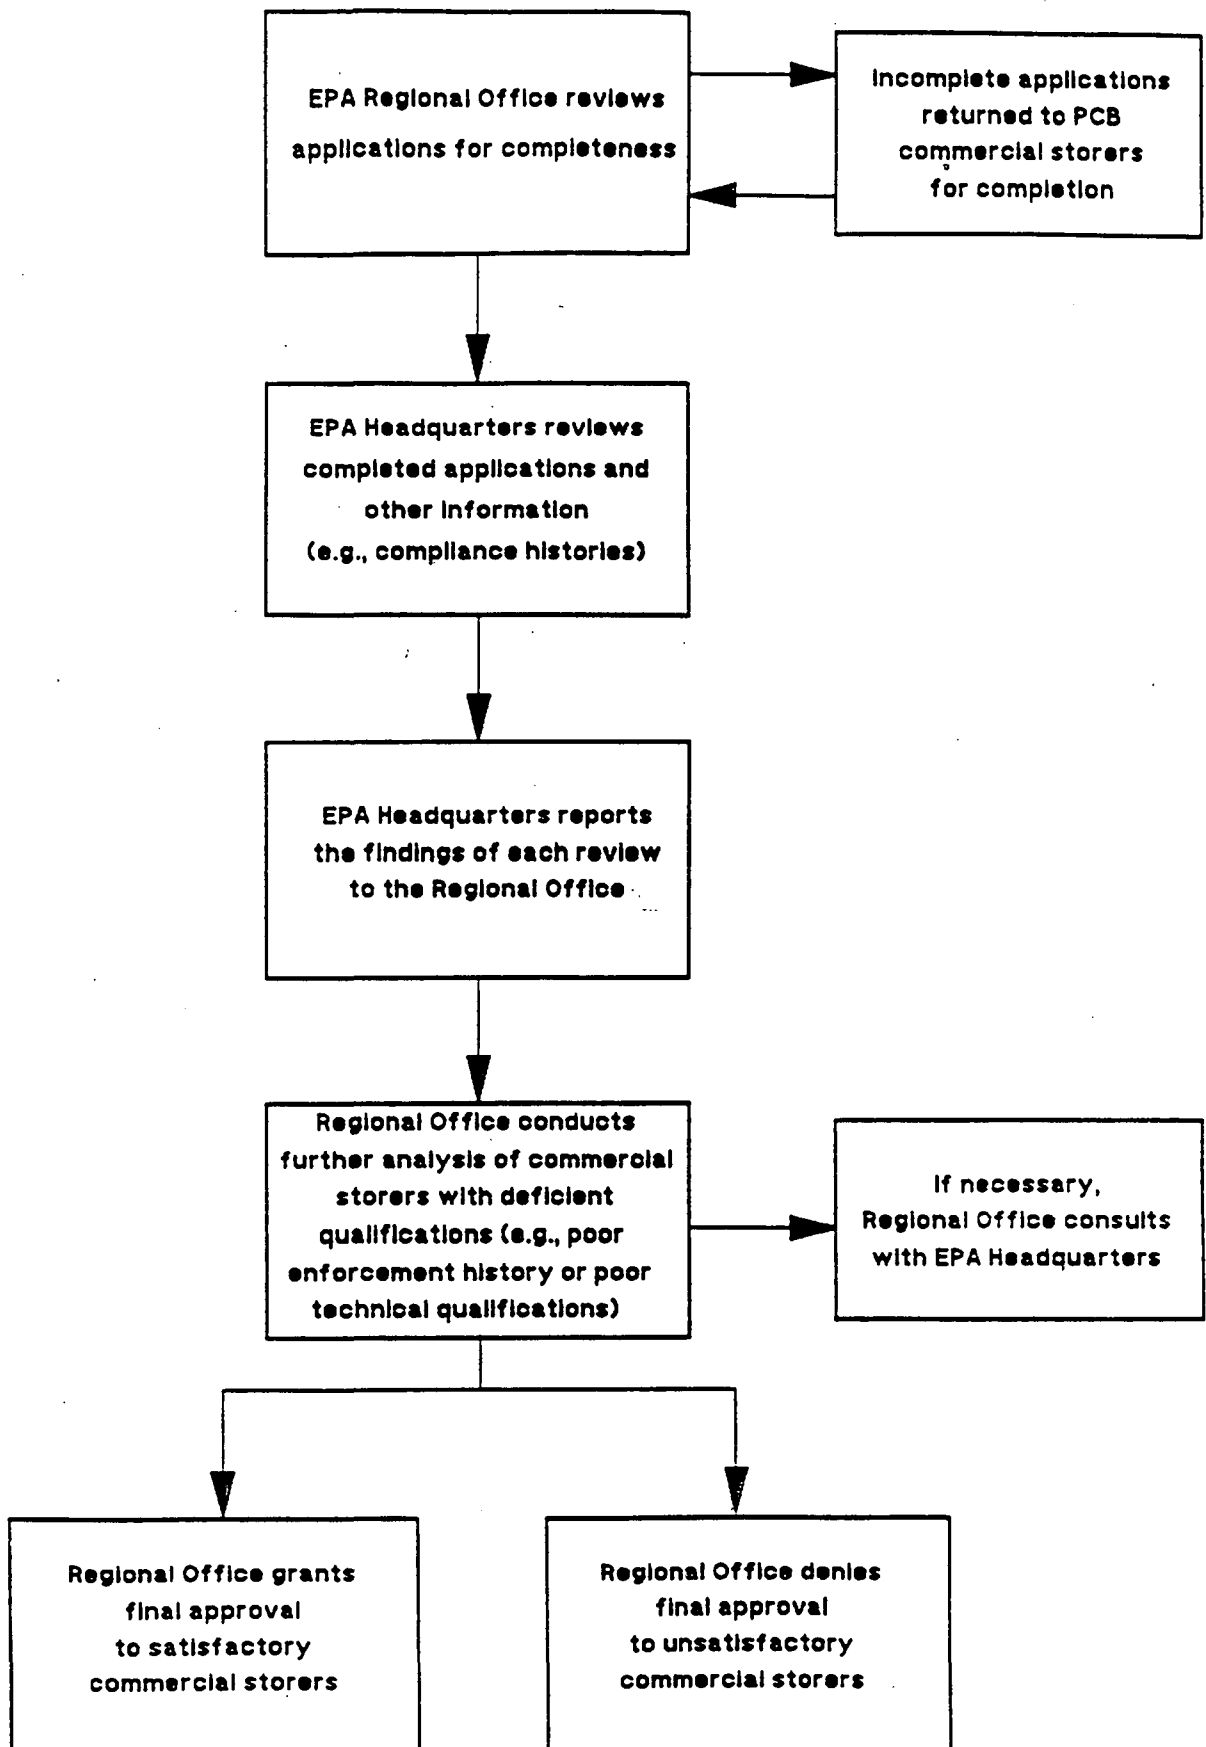 EPA Regional Office reviews
applications for completeness
Incomplete applications
returned to PCB
commercial storers
for completion
EPA Headquarters reviews
completed applications and
other information
(e.g., compliance histories)
EPA Headquarters reports
the findings of each review
to the Regional Office
Regional Office conducts
further analysis of commercial
storers with deficient
qualifications (e.g., poor
enforcement history or poor
technical qualifications)
If necessary,
Regional Office consults
with EPA Headquarters
Regional Office grants
final approval
to satisfactory
commercial storers
Regional Office denies
final approval
to unsatisfactory
commercial storers